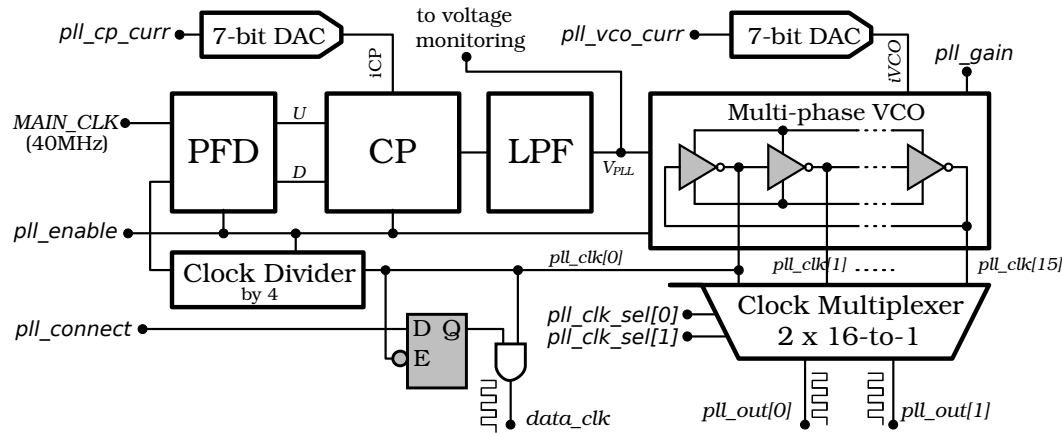 to voltage
monitoring
pll_cp_curr
7-bit DAC
iCP
pll_vco_curr
7-bit DAC
iVCO
pll_gain
MAIN_CLK
(40MHz)
PFD
U
D
CP
LPF
VPLL
Multi-phase VCO
pll_enable
Clock Divider
by 4
pll_clk[0]
pll_clk[1]
pll_clk[15]
pll_connect
D Q
E
data_clk
pll_clk_sel[0]
pll_clk_sel[1]
Clock Multiplexer
2 x 16-to-1
pll_out[0]
pll_out[1]